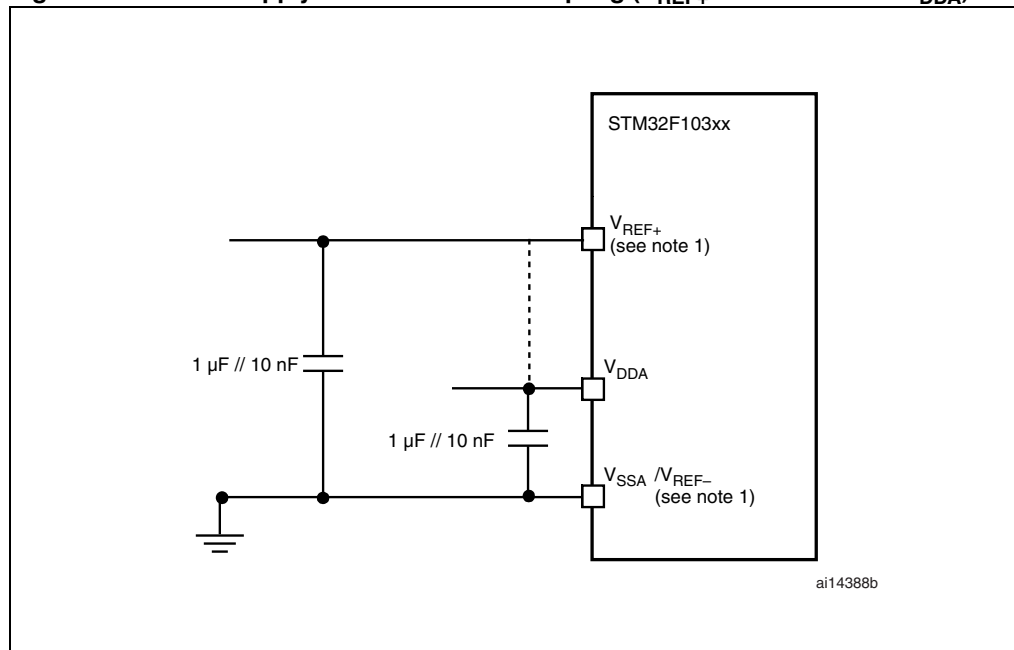 supply
STM32F103xx
VREF+
(see note 1)
1 µF // 10 nF
VDDA
1 µF // 10 nF
VSSA /VREF–
(see note 1)
ai14388b